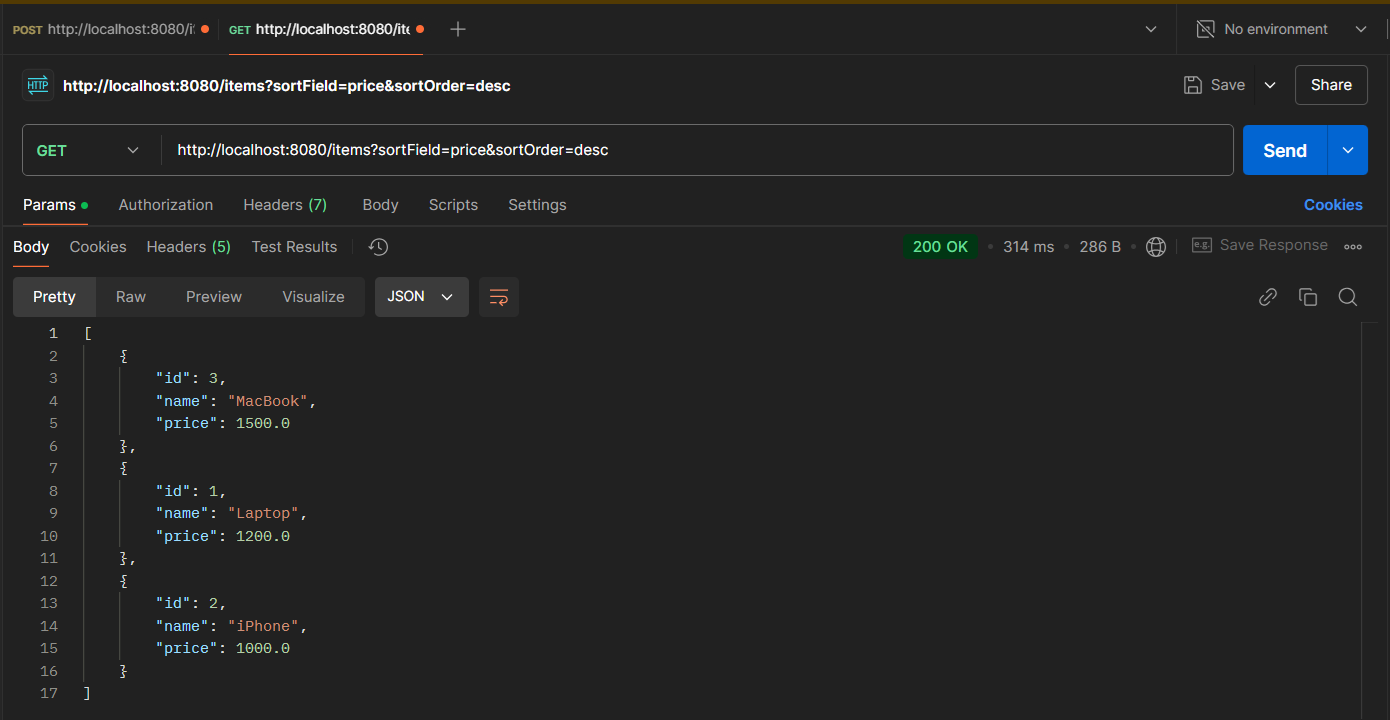 POST http://localhost:8080/i GET http://localhost:8080/ite No environment
HTTP http://localhost:8080/items?sortField=price&sortOrder=desc Save Share
GET http://localhost:8080/items?sortField=price&sortOrder=desc Send
Params Authorization Headers (7) Body Scripts Settings Cookies
Body Cookies Headers (5) Test Results 200 OK 314 ms 286 B e.g. Save Response
Pretty Raw Preview Visualize JSON
1 [
2 {
3 "id": 3,
4 "name": "MacBook",
5 "price": 1500.0
6 },
7 {
8 "id": 1,
9 "name": "Laptop",
10 "price": 1200.0
11 },
12 {
13 "id": 2,
14 "name": "iPhone",
15 "price": 1000.0
16 }
17 ]